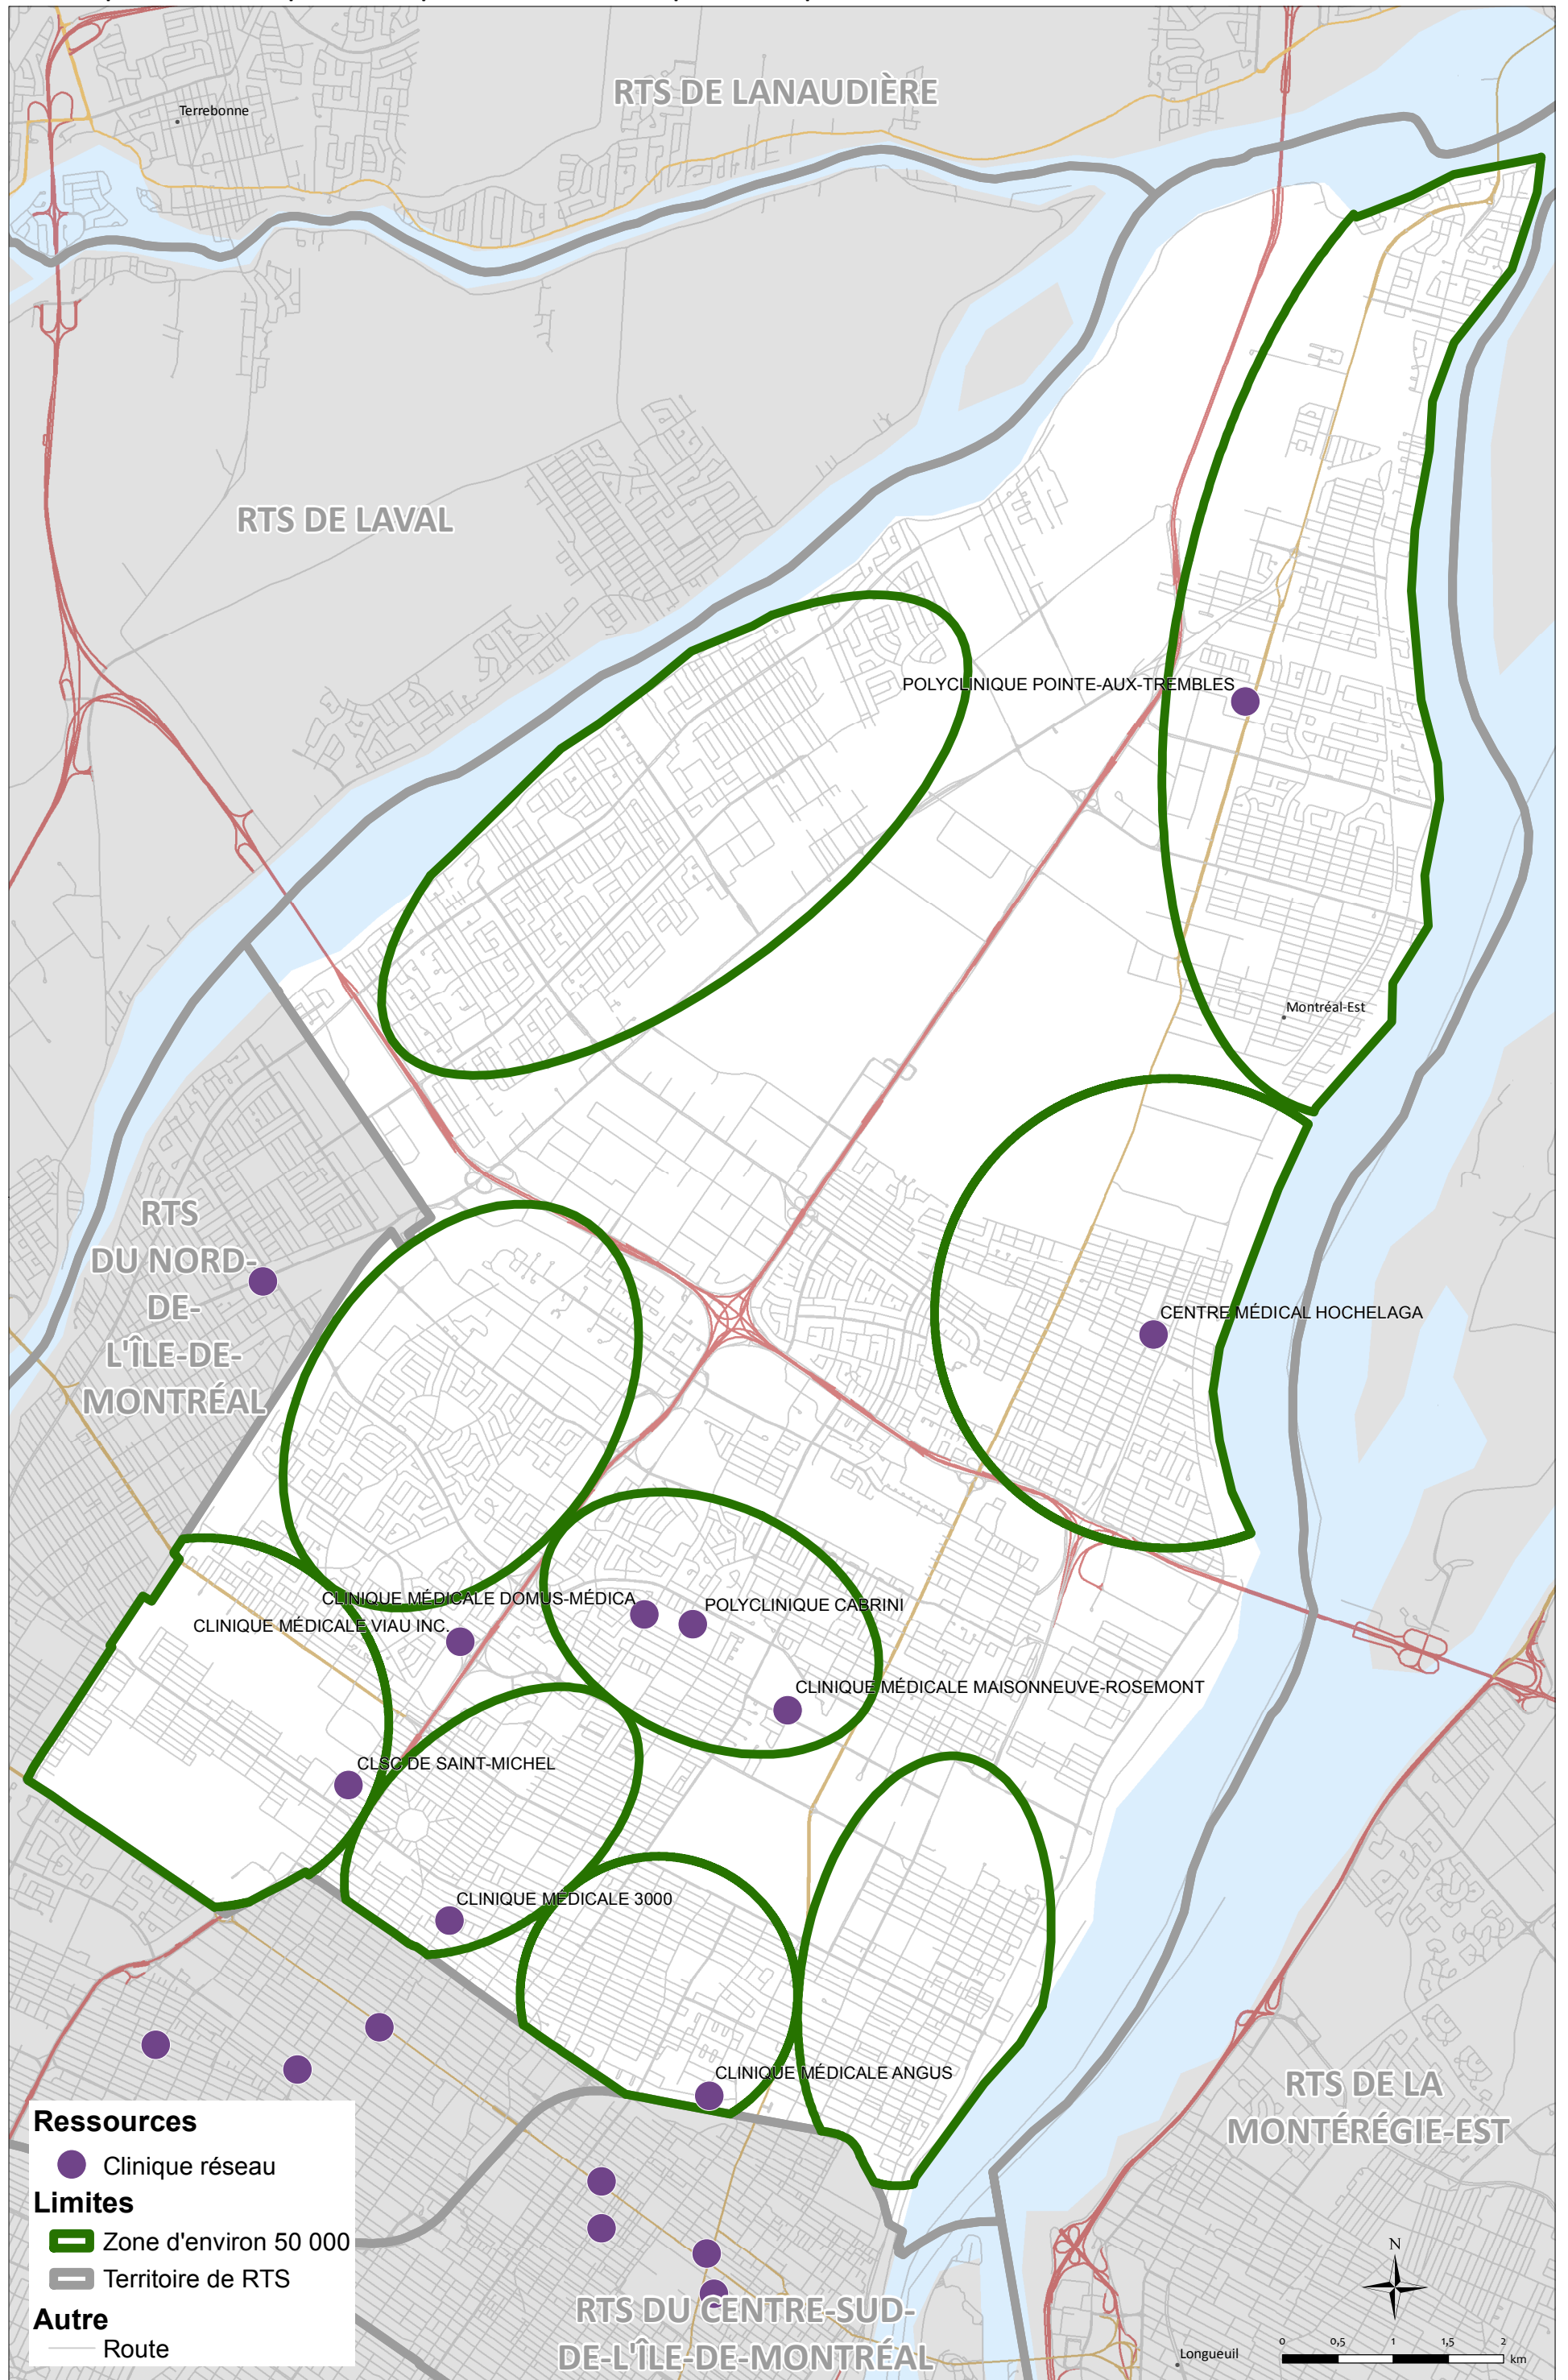 RTS DE LANAUDIÈRE
Terrebonne
RTS DE LAVAL
POLYCLINIQUE POINTE-AUX-TREMBLES
Montréal-Est
RTS
DU NORD-
DE-
L'ÎLE-DE-
MONTRÉAL
CENTRE MÉDICAL HOCHELAGA
CLINIQUE MÉDICALE DOMUS-MÉDICA
POLYCLINIQUE CABRINI
CLINIQUE MÉDICALE VIAU INC.
CLINIQUE MÉDICALE MAISONNEUVE-ROSEMONT
CLSC DE SAINT-MICHEL
CLINIQUE MÉDICALE 3000
CLINIQUE MÉDICALE ANGUS
RTS DE LA
MONTÉRÉGIE-EST
Ressources
Clinique réseau
Limites
Zone d'environ 50 000
Territoire de RTS
Autre
Route
RTS DU CENTRE-SUD-
DE-L'ÎLE-DE-MONTRÉAL
Longueuil
N
0 0,5 1 1,5 2
km